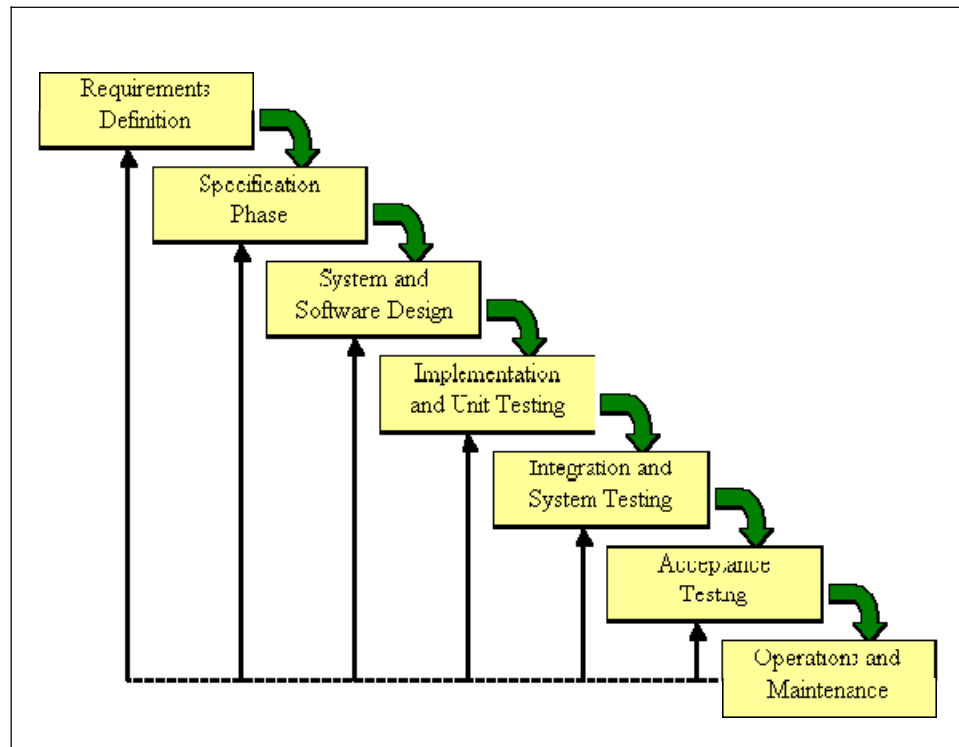 Requirements
Definition
Specification
Phase
System and
Software Design
Implementation
and Unit Testing
Integration and
System Testing
Acceptance
Testing
Operations and
Maintenance